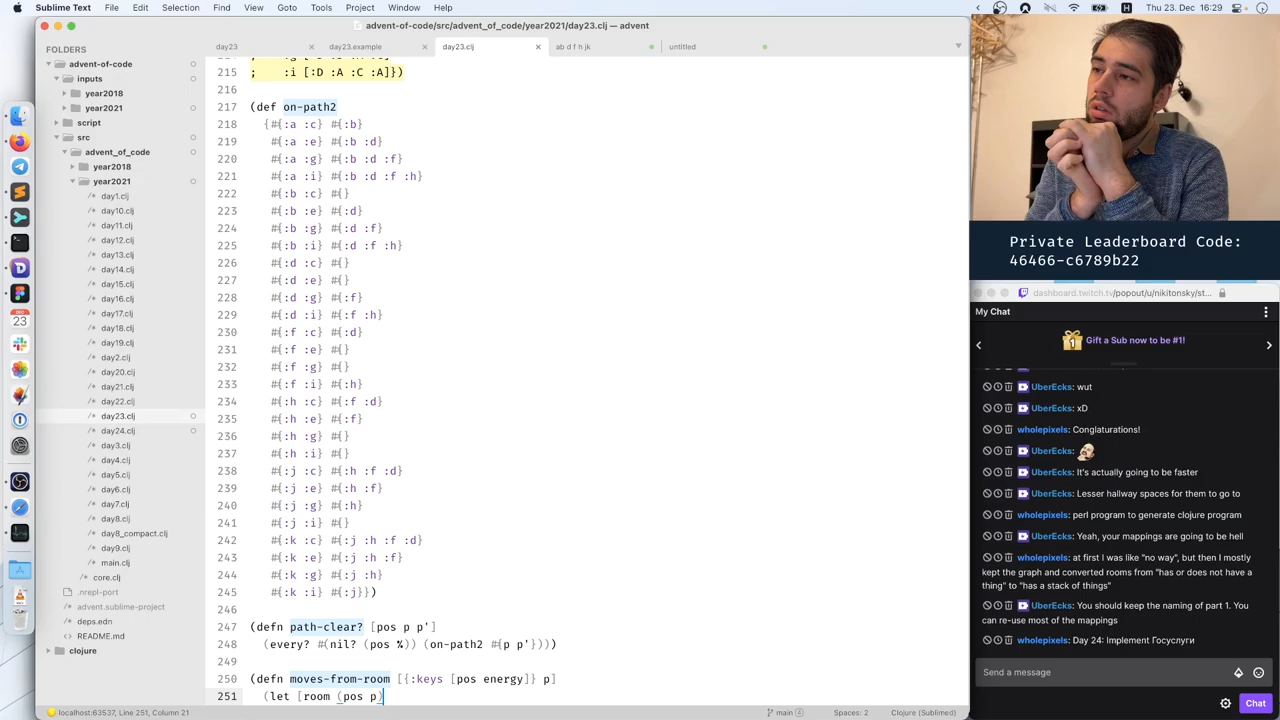 Sublime Text File Edit Selection Find View Goto Tools Project Window Help
Thu 23. Dec 16:29
advent-of-code/src/advent_of_code/year2021/day23.clj — advent
FOLDERS
advent-of-code
inputs
year2018
year2021
script
src
advent_of_code
year2018
year2021
day1.clj
day10.clj
day11.clj
day12.clj
day13.clj
day14.clj
day15.clj
day16.clj
day17.clj
day18.clj
day19.clj
day2.clj
day20.clj
day21.clj
day22.clj
day23.clj
day24.clj
day3.clj
day4.clj
day5.clj
day6.clj
day7.clj
day8.clj
day8_compact.clj
day9.clj
main.clj
core.clj
.nrepl-port
advent.sublime-project
deps.edn
README.md
clojure
day23
day23.example
day23.clj
ab d f h jk
untitled
215 ; :i [:D :A :C :A]})
216
217 (def on-path2
218 {#{:a :c} #{:b}
219 #{:a :e} #{:b :d}
220 #{:a :g} #{:b :d :f}
221 #{:a :i} #{:b :d :f :h}
222 #{:b :c} #{}
223 #{:b :e} #{:d}
224 #{:b :g} #{:d :f}
225 #{:b :i} #{:d :f :h}
226 #{:d :c} #{}
227 #{:d :e} #{}
228 #{:d :g} #{:f}
229 #{:d :i} #{:f :h}
230 #{:f :c} #{:d}
231 #{:f :e} #{}
232 #{:f :g} #{}
233 #{:f :i} #{:h}
234 #{:h :c} #{:f :d}
235 #{:h :e} #{:f}
236 #{:h :g} #{}
237 #{:h :i} #{}
238 #{:j :c} #{:h :f :d}
239 #{:j :e} #{:h :f}
240 #{:j :g} #{:h}
241 #{:j :i} #{}
242 #{:k :c} #{:j :h :f :d}
243 #{:k :e} #{:j :h :f}
244 #{:k :g} #{:j :h}
245 #{:k :i} #{:j}})
246
247 (defn path-clear? [pos p p']
248 (every? #(nil? (pos %)) (on-path2 #{p p'})))
249
250 (defn moves-from-room [{:keys [pos energy]} p]
251 (let [room (pos p)
localhost:63537, Line 251, Column 21
main 4
Spaces: 2
Clojure (Sublimed)
Private Leaderboard Code:
46466-c6789b22
dashboard.twitch.tv/popout/u/nikitonsky/st...
My Chat
1
Gift a Sub now to be #1!
UberEcks: wut
UberEcks: xD
wholepixels: Conglaturations!
UberEcks:
UberEcks: It's actually going to be faster
UberEcks: Lesser hallway spaces for them to go to
wholepixels: perl program to generate clojure program
UberEcks: Yeah, your mappings are going to be hell
wholepixels: at first I was like "no way", but then I mostly
kept the graph and converted rooms from "has or does not have a
thing" to "has a stack of things"
UberEcks: You should keep the naming of part 1. You
can re-use most of the mappings
wholepixels: Day 24: Implement Госуслуги
Send a message
Chat
DEC
23